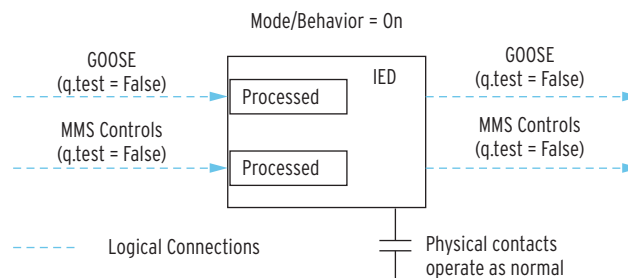 Mode/Behavior = On
GOOSE
(q.test = False)
GOOSE
(q.test = False)
IED
Processed
MMS Controls
(q.test = False)
MMS Controls
(q.test = False)
Processed
Logical Connections
Physical contacts
operate as normal